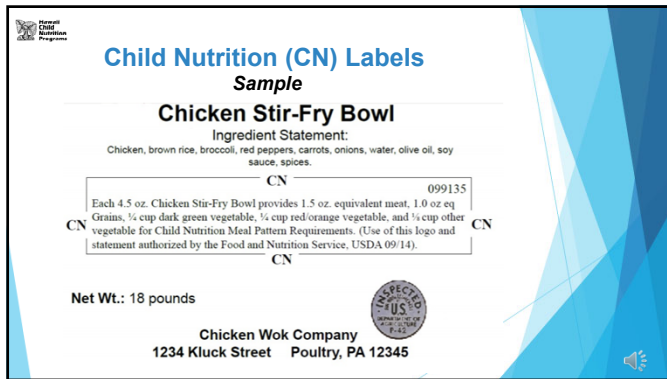 Hawaii
Child
Nutrition
Programs
Child Nutrition (CN) Labels
Sample
Chicken Stir-Fry Bowl
Ingredient Statement:
Chicken, brown rice, broccoli, red peppers, carrots, onions, water, olive oil, soy
sauce, spices.
CN
099135
Each 4.5 oz. Chicken Stir-Fry Bowl provides 1.5 oz. equivalent meat, 1.0 oz eq
Grains, ¼ cup dark green vegetable, ¼ cup red/orange vegetable, and ⅛ cup other
CN vegetable for Child Nutrition Meal Pattern Requirements. (Use of this logo and CN
statement authorized by the Food and Nutrition Service, USDA 09/14).
CN
Net Wt.: 18 pounds
INSPECTED
U.S.
DEPARTMENT OF
AGRICULTURE
P-42
Chicken Wok Company
1234 Kluck Street Poultry, PA 12345